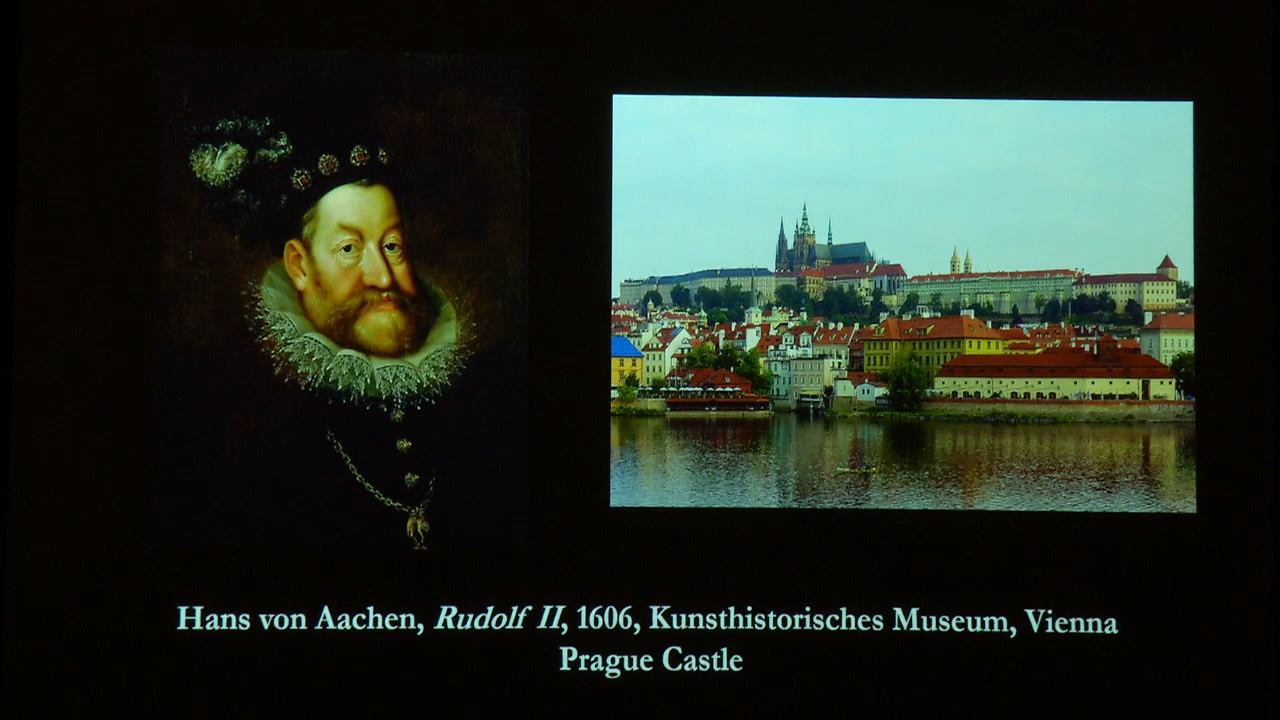 Hans von Aachen, Rudolf II, 1606, Kunsthistorisches Museum, Vienna
Prague Castle